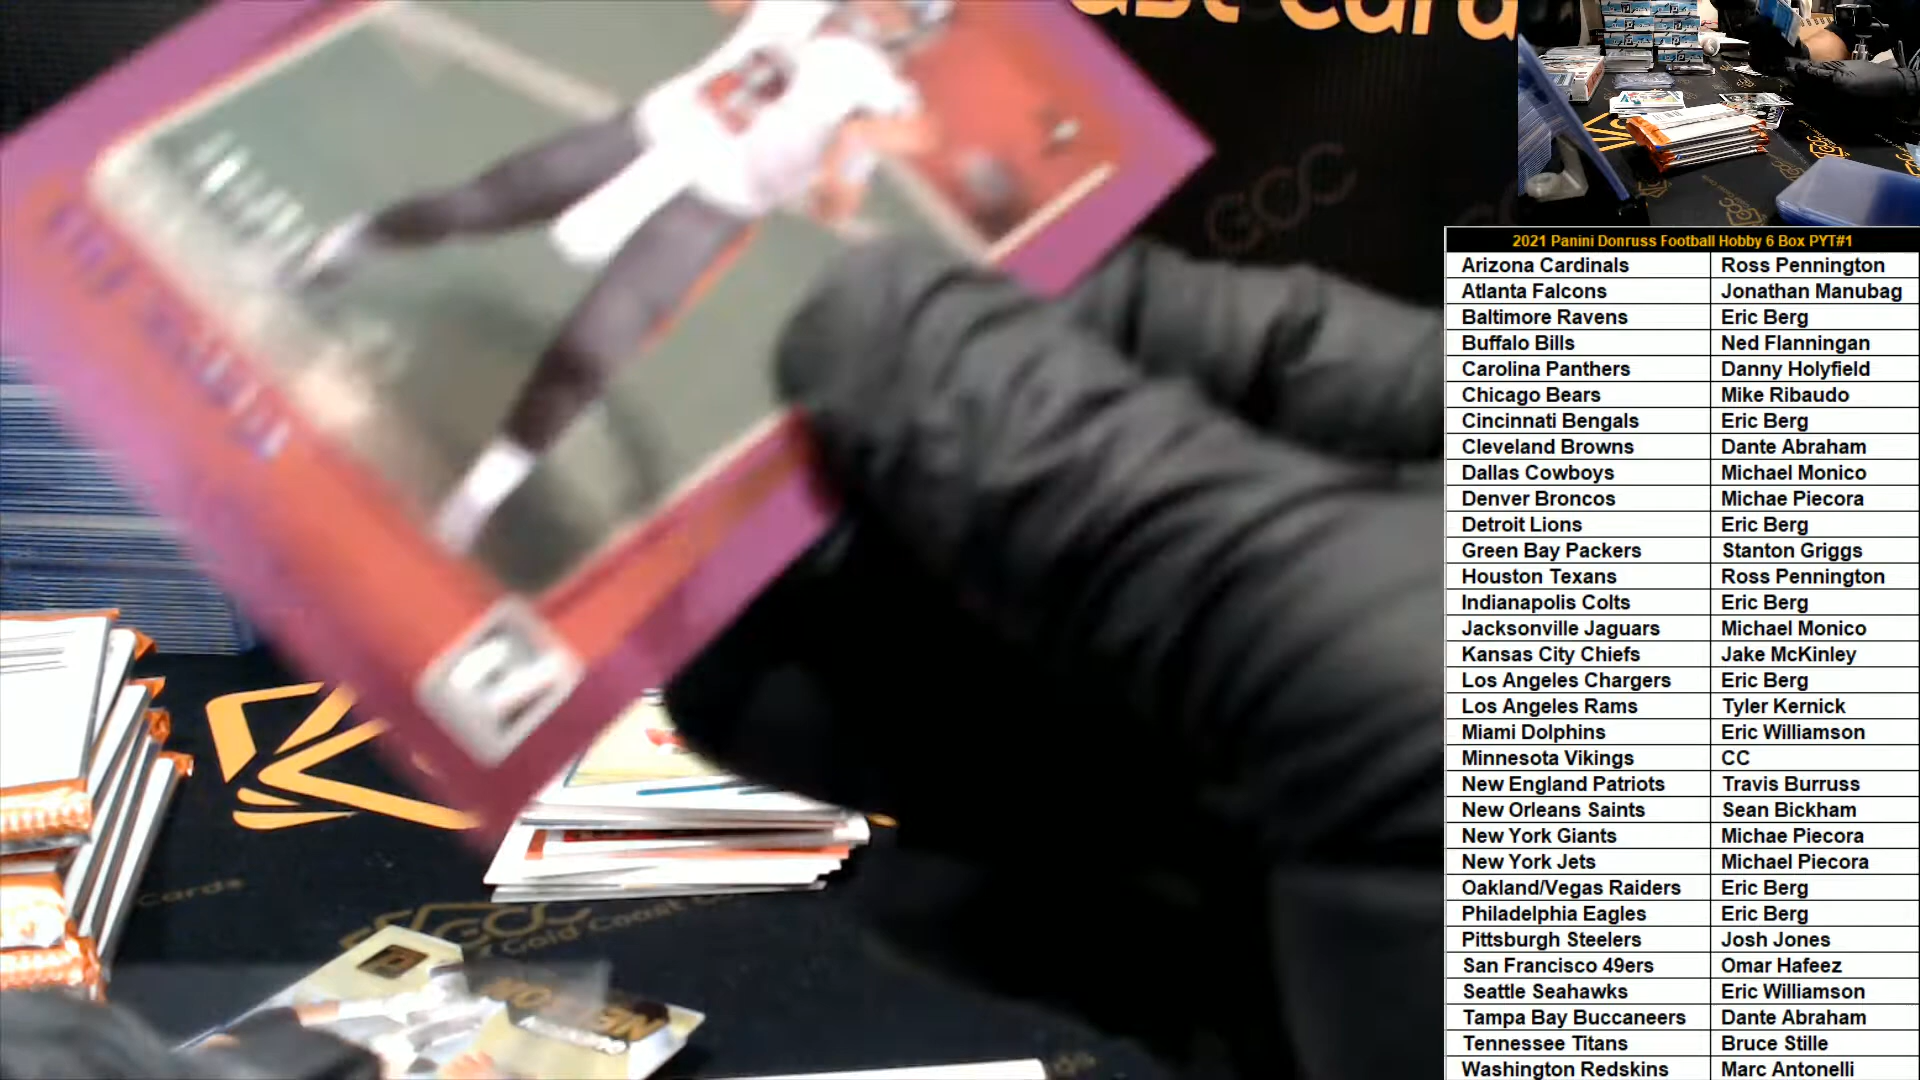 ast Card
GCC
2021 Panini Donruss Football Hobby 6 Box PYT#1
Arizona Cardinals Ross Pennington
Atlanta Falcons Jonathan Manubag
Baltimore Ravens Eric Berg
Buffalo Bills Ned Flanningan
Carolina Panthers Danny Holyfield
Chicago Bears Mike Ribaudo
Cincinnati Bengals Eric Berg
Cleveland Browns Dante Abraham
Dallas Cowboys Michael Monico
Denver Broncos Michae Piecora
Detroit Lions Eric Berg
Green Bay Packers Stanton Griggs
Houston Texans Ross Pennington
Indianapolis Colts Eric Berg
Jacksonville Jaguars Michael Monico
Kansas City Chiefs Jake McKinley
Los Angeles Chargers Eric Berg
Los Angeles Rams Tyler Kernick
Miami Dolphins Eric Williamson
Minnesota Vikings CC
New England Patriots Travis Burruss
New Orleans Saints Sean Bickham
New York Giants Michae Piecora
New York Jets Michael Piecora
Oakland/Vegas Raiders Eric Berg
Philadelphia Eagles Eric Berg
Pittsburgh Steelers Josh Jones
San Francisco 49ers Omar Hafeez
Seattle Seahawks Eric Williamson
Tampa Bay Buccaneers Dante Abraham
Tennessee Titans Bruce Stille
Washington Redskins Marc Antonelli
Cards
GCC
Gold Coast